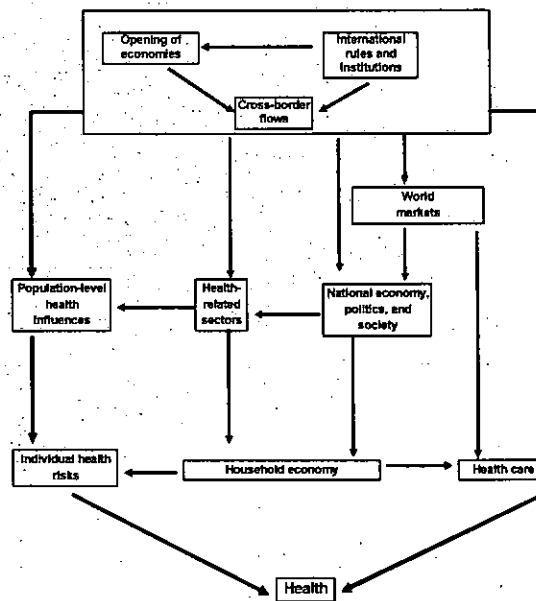 Opening of
economies
International
rules and
Institutions
Cross-border
flows
World
markets
Population-level
health
Influences
Health-
related
sectors
National economy,
politics, and
society
Individual health
risks
Household economy
Health care
Health